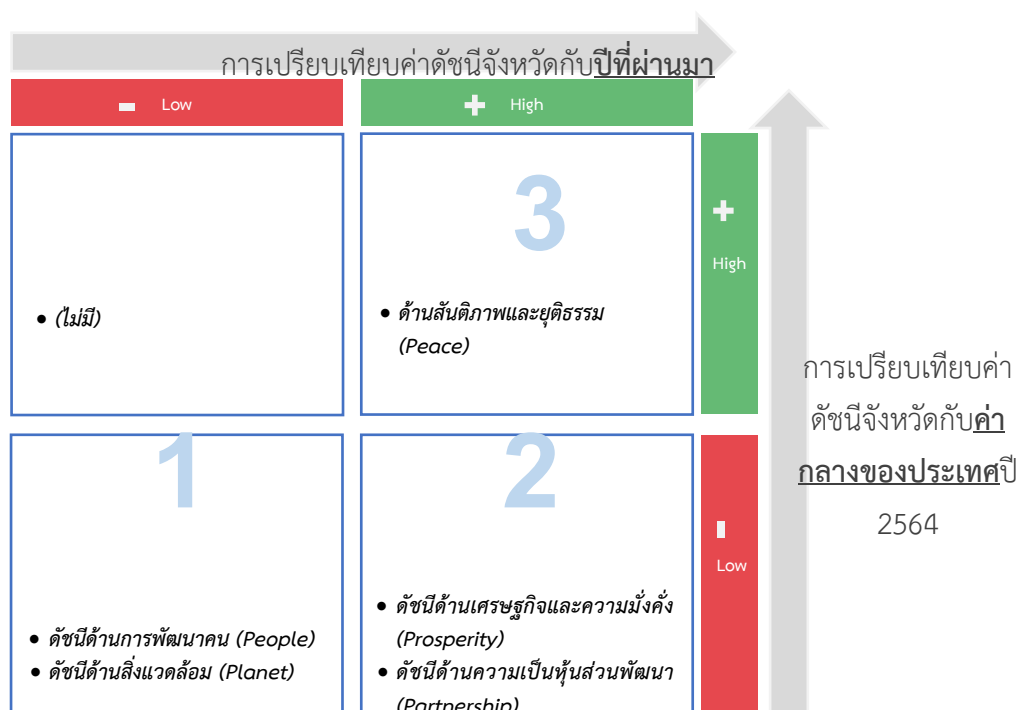 การเปรียบเทียบค่าดัชนีจังหวัดกับปีที่ผ่านมา
- Low
+ High
3
+
High
• (ไม่มี)
• ด้านสันติภาพและยุติธรรม
(Peace)
การเปรียบเทียบค่า
ดัชนีจังหวัดกับค่า
กลางของประเทศปี
2564
1
2
-
Low
• ดัชนีด้านการพัฒนาคน (People)
• ดัชนีด้านสิ่งแวดล้อม (Planet)
• ดัชนีด้านเศรษฐกิจและความมั่งคั่ง
(Prosperity)
• ดัชนีด้านความเป็นหุ้นส่วนพัฒนา
(Partnership)